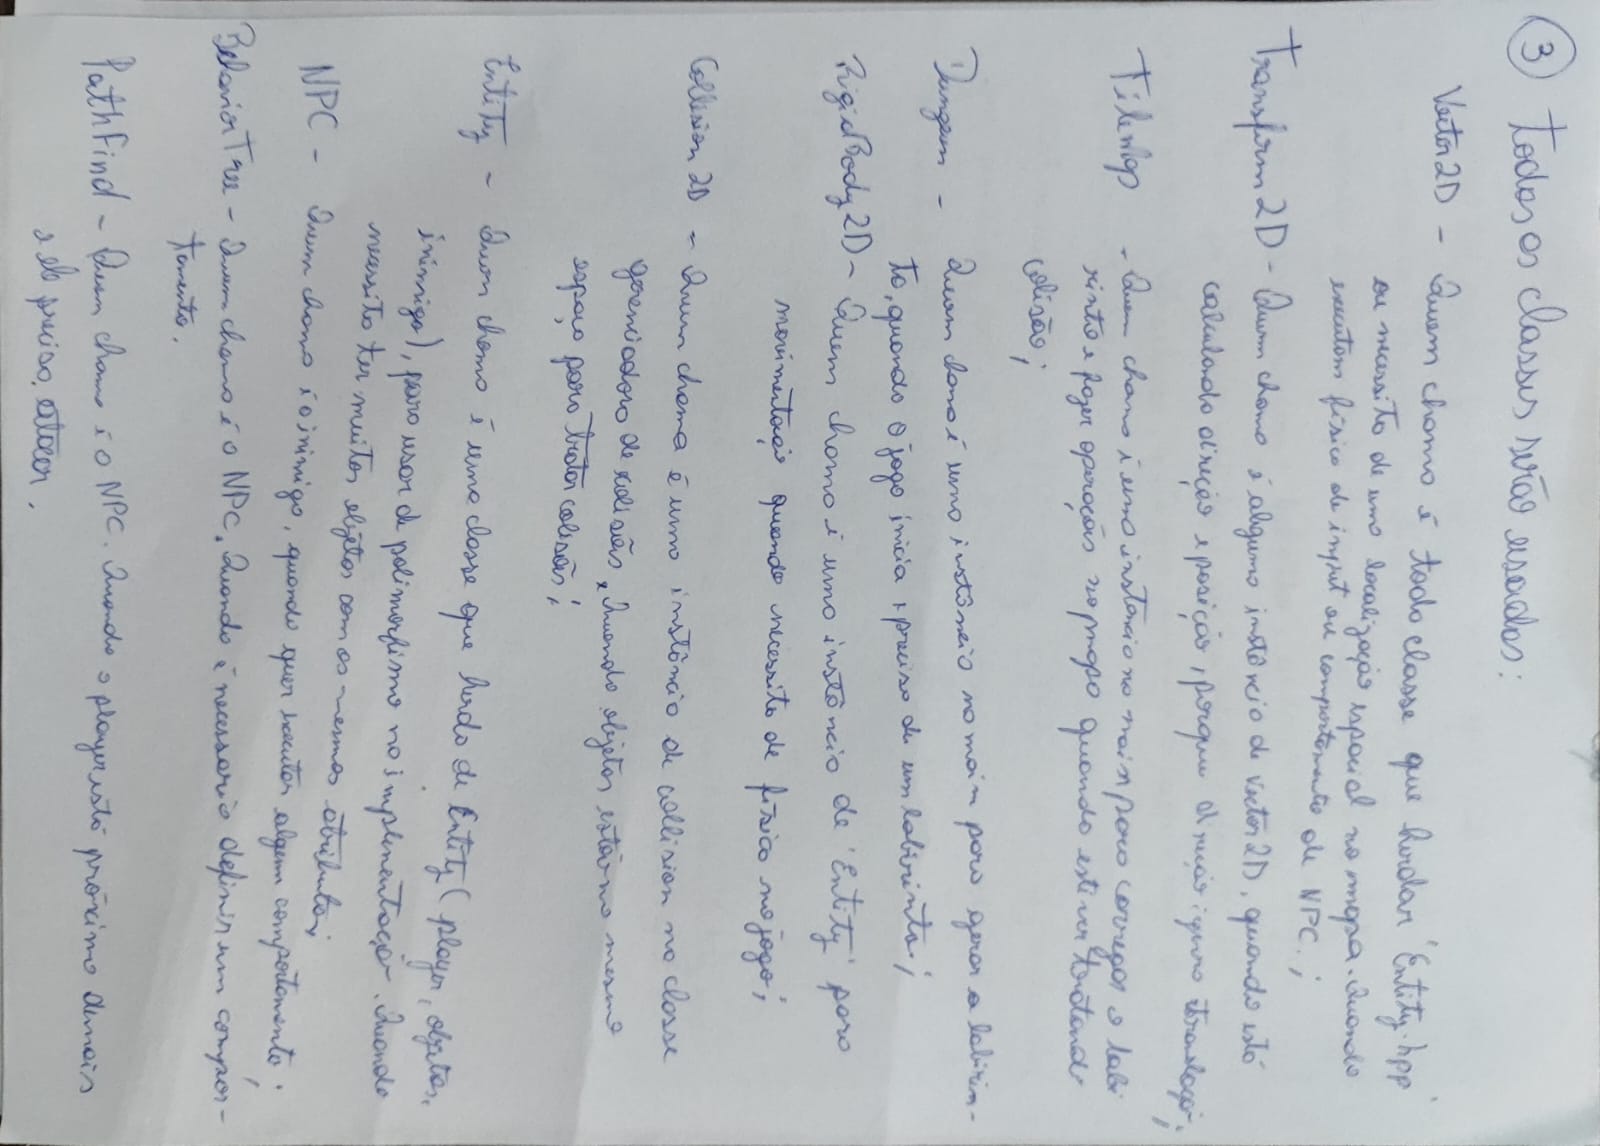 3 Todas as classes serão usadas:
Vector2D - Quem chama é toda classe que herdar 'Entity.hpp'
ou necessita de uma localização espacial no mapa. Quando
executam física de input ou comportamento de NPC.;
Transform2D - Quem chama é alguma instância de Vector2D, quando está
calculando direção e posição, porque direção translação;
TileMap - Quem chama é uma instância no main para carregar o labi
rinto e fazer operações no mapa quando estiver tratando
colisão;
Dungeon - Quem chama é uma instância no main para gerar o labirin-
to, quando o jogo inicia e precisa de um labirinto.;
RigidBody2D - Quem chama é uma instância de 'Entity' para
movimentação quando necessita de física no jogo;
Collision2D - Quem chama é uma instância de collision na classe
gerenciadora de colisões, Quando objetos estão no mesmo
espaço para tratar colisões;
Entity - Quem chama é uma classe que herda de Entity (player, objetos,
inimigo), para usar de polimorfismo na implementação. Quando
necessita ter muitos objetos com os mesmos atributos;
NPC - Quem chama é o inimigo, quando quer executar algum comportamento;
BehaviorTree - Quem chama é o NPC. Quando é necessario definir um compor-
tamento.
PathFind - Quem chama é o NPC. Quando o player está próximo demais
e ele precisa atacar.